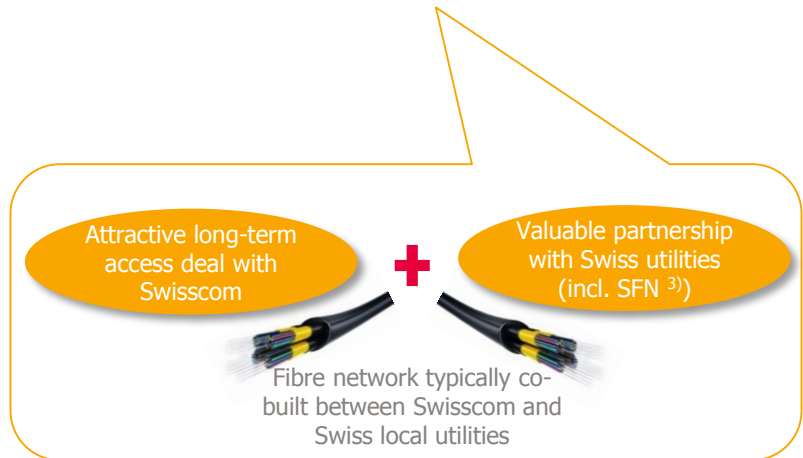 Attractive long-term
access deal with
Swisscom
Valuable partnership
with Swiss utilities
(incl. SFN ³⁾)
Fibre network typically co-
built between Swisscom and
Swiss local utilities